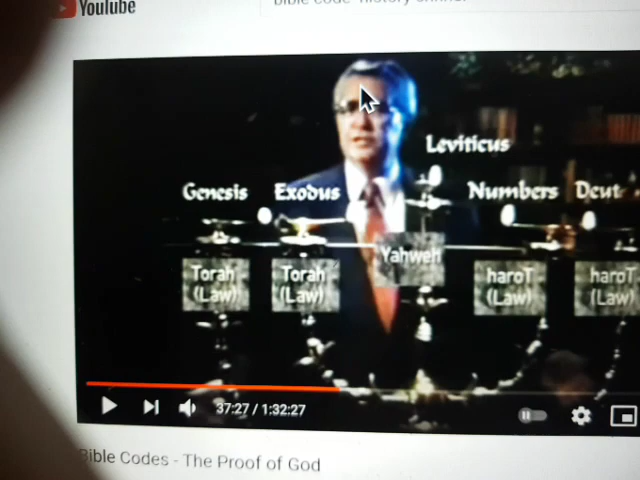 YouTube
bible code history channel
Leviticus
Genesis Exodus Numbers Deut
Yahweh
Torah Torah haroT haroT
(Law) (Law) (Law) (Law)
37:27 / 1:32:27
Bible Codes - The Proof of God